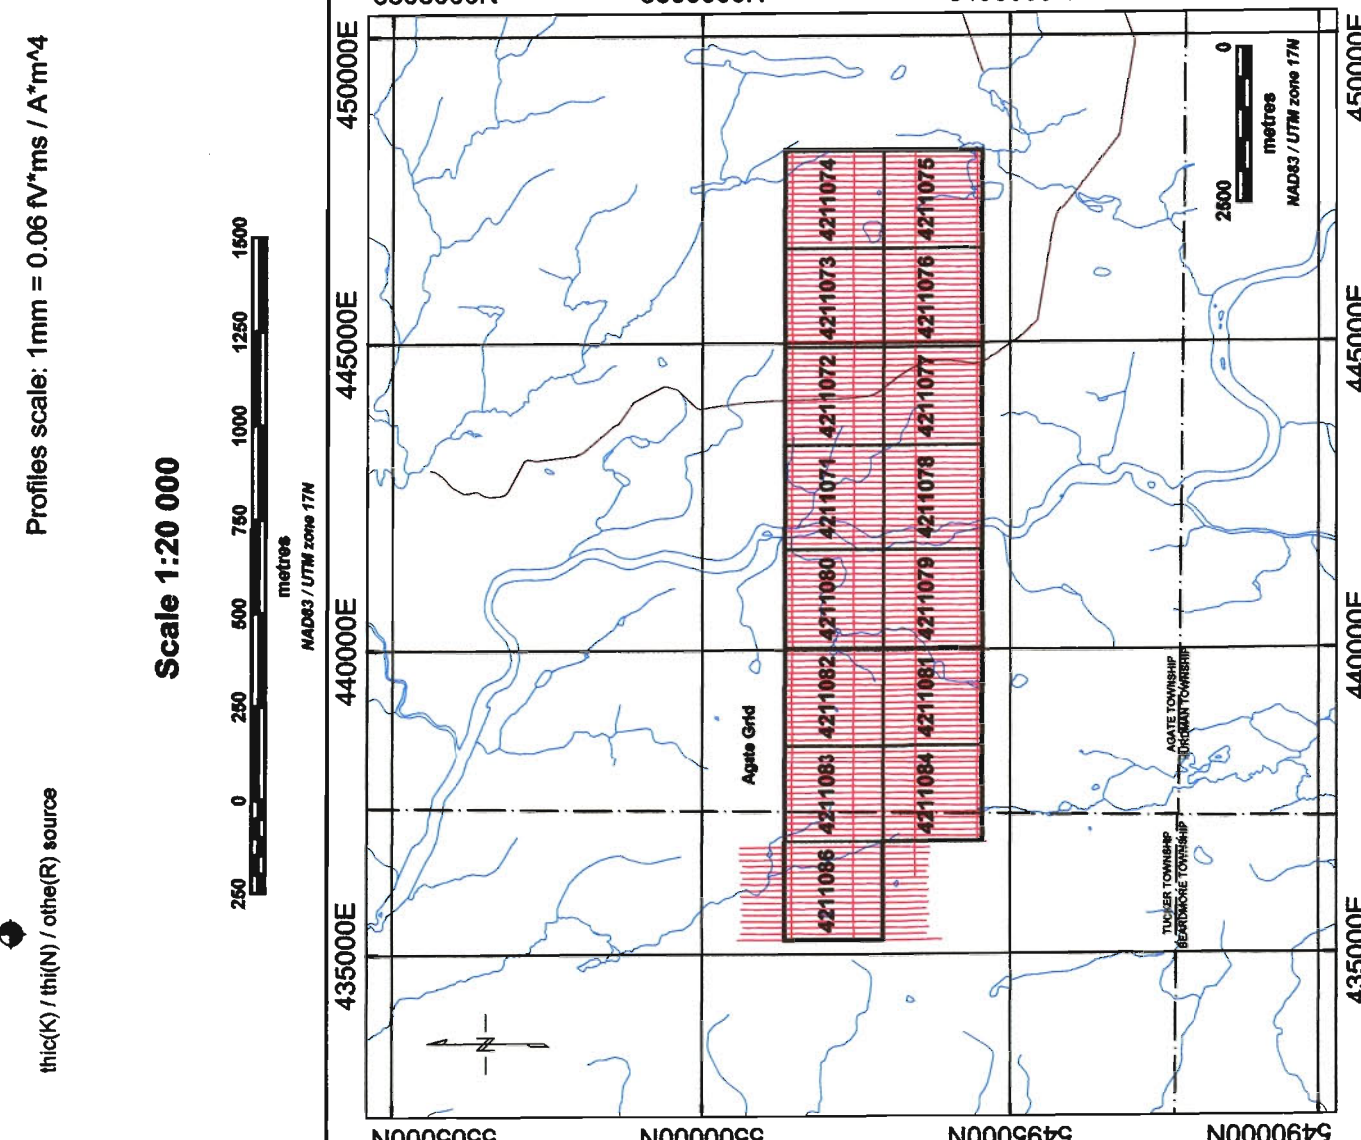 Profiles scale: 1mm = 0.06 fV*ms / A*m^4
thic(K) / thi(N) / othe(R) source
Scale 1:20 000
250 0 250 500 750 1000 1250 1500
metres
NAD83 / UTM zone 17N
435000E 440000E 445000E 450000E
5505000N
5500000N
5495000N
5490000N
435000E 440000E 445000E 450000E
Agate Grid
4211086 4211083 4211082 4211080 4211071 4211072 4211073 4211074
4211084 4211081 4211079 4211078 4211077 4211076 4211075
N
TUCKER TOWNSHIP
BEARDMORE TOWNSHIP
AGATE TOWNSHIP
TOWNSHIP
2500 0
metres
NAD83 / UTM zone 17N